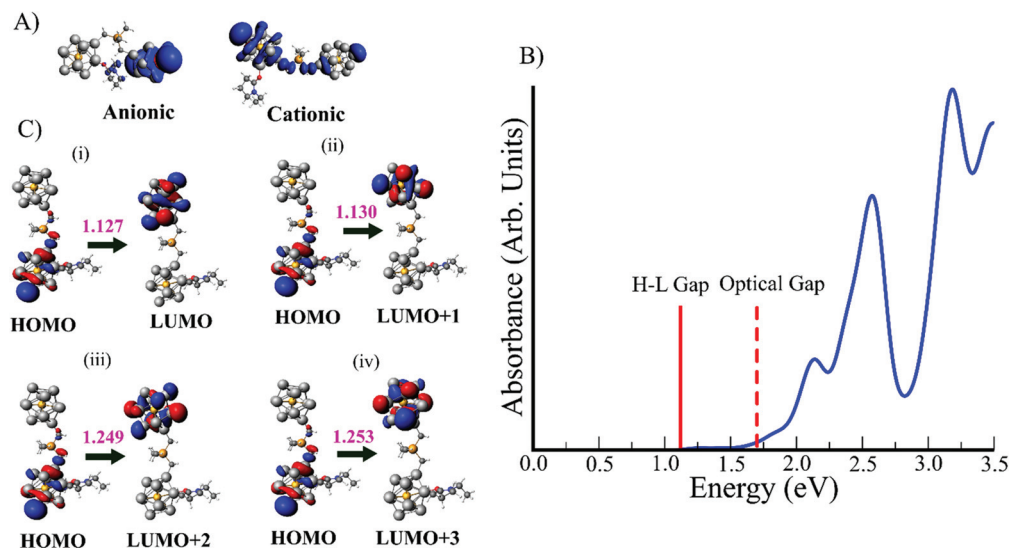 A)
Anionic
Cationic
B)
Absorbance (Arb. Units)
H-L Gap
Optical Gap
0.0 0.5 1.0 1.5 2.0 2.5 3.0 3.5
Energy (eV)
C)
(i)
1.127
HOMO
LUMO
(ii)
1.130
HOMO
LUMO+1
(iii)
1.249
HOMO
LUMO+2
(iv)
1.253
HOMO
LUMO+3